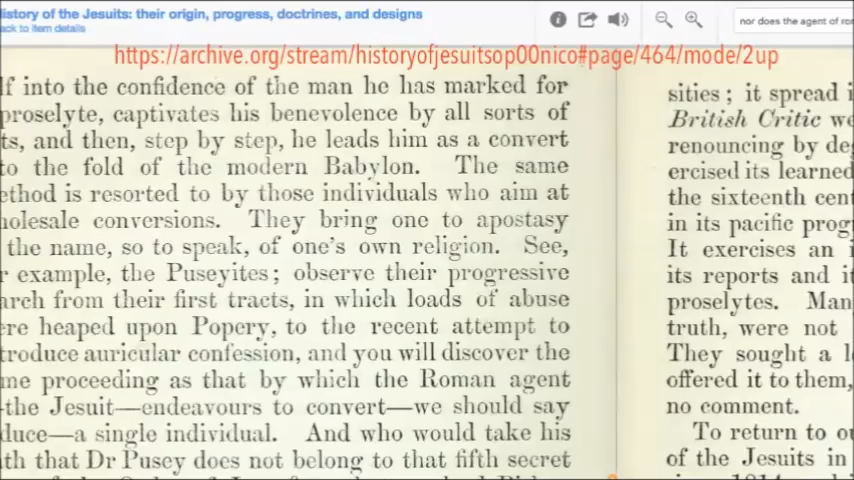 istory of the Jesuits: their origin, progress, doctrines, and designs
ack to item details
nor does the agent of ro
https://archive.org/stream/historyofjesuitsop00nico#page/464/mode/2up
lf into the confidence of the man he has marked for
proselyte, captivates his benevolence by all sorts of
ts, and then, step by step, he leads him as a convert
to the fold of the modern Babylon. The same
ethod is resorted to by those individuals who aim at
holesale conversions. They bring one to apostasy
the name, so to speak, of one's own religion. See,
r example, the Puseyites; observe their progressive
arch from their first tracts, in which loads of abuse
ere heaped upon Popery, to the recent attempt to
troduce auricular confession, and you will discover the
me proceeding as that by which the Roman agent
-the Jesuit—endeavours to convert—we should say
duce—a single individual. And who would take his
th that Dr Pusey does not belong to that fifth secret
sities; it spread i
British Critic we
renouncing by deg
ercised its learned
the sixteenth cent
in its pacific prog
It exercises an i
its reports and it
proselytes. Man
truth, were not
They sought a l
offered it to them,
no comment.
To return to ou
of the Jesuits in